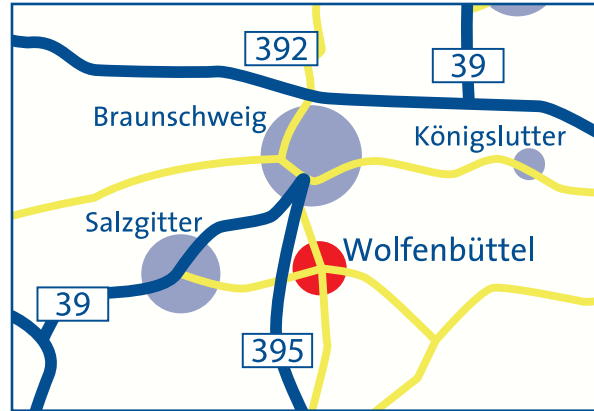 392
39
Braunschweig
Königslutter
Salzgitter
Wolfenbüttel
39
395